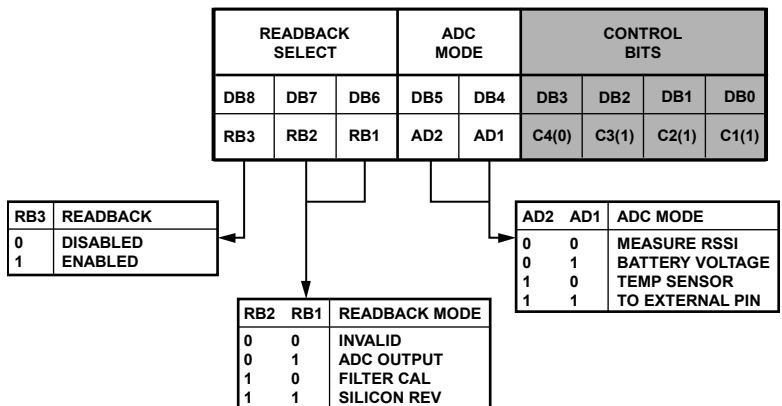 READBACK SELECT ADC MODE CONTROL BITS
DB8 DB7 DB6 DB5 DB4 DB3 DB2 DB1 DB0
RB3 RB2 RB1 AD2 AD1 C4(0) C3(1) C2(1) C1(1)
RB3 READBACK
0 DISABLED
1 ENABLED
AD2 AD1 ADC MODE
0 0 MEASURE RSSI
0 1 BATTERY VOLTAGE
1 0 TEMP SENSOR
1 1 TO EXTERNAL PIN
RB2 RB1 READBACK MODE
0 0 INVALID
0 1 ADC OUTPUT
1 0 FILTER CAL
1 1 SILICON REV